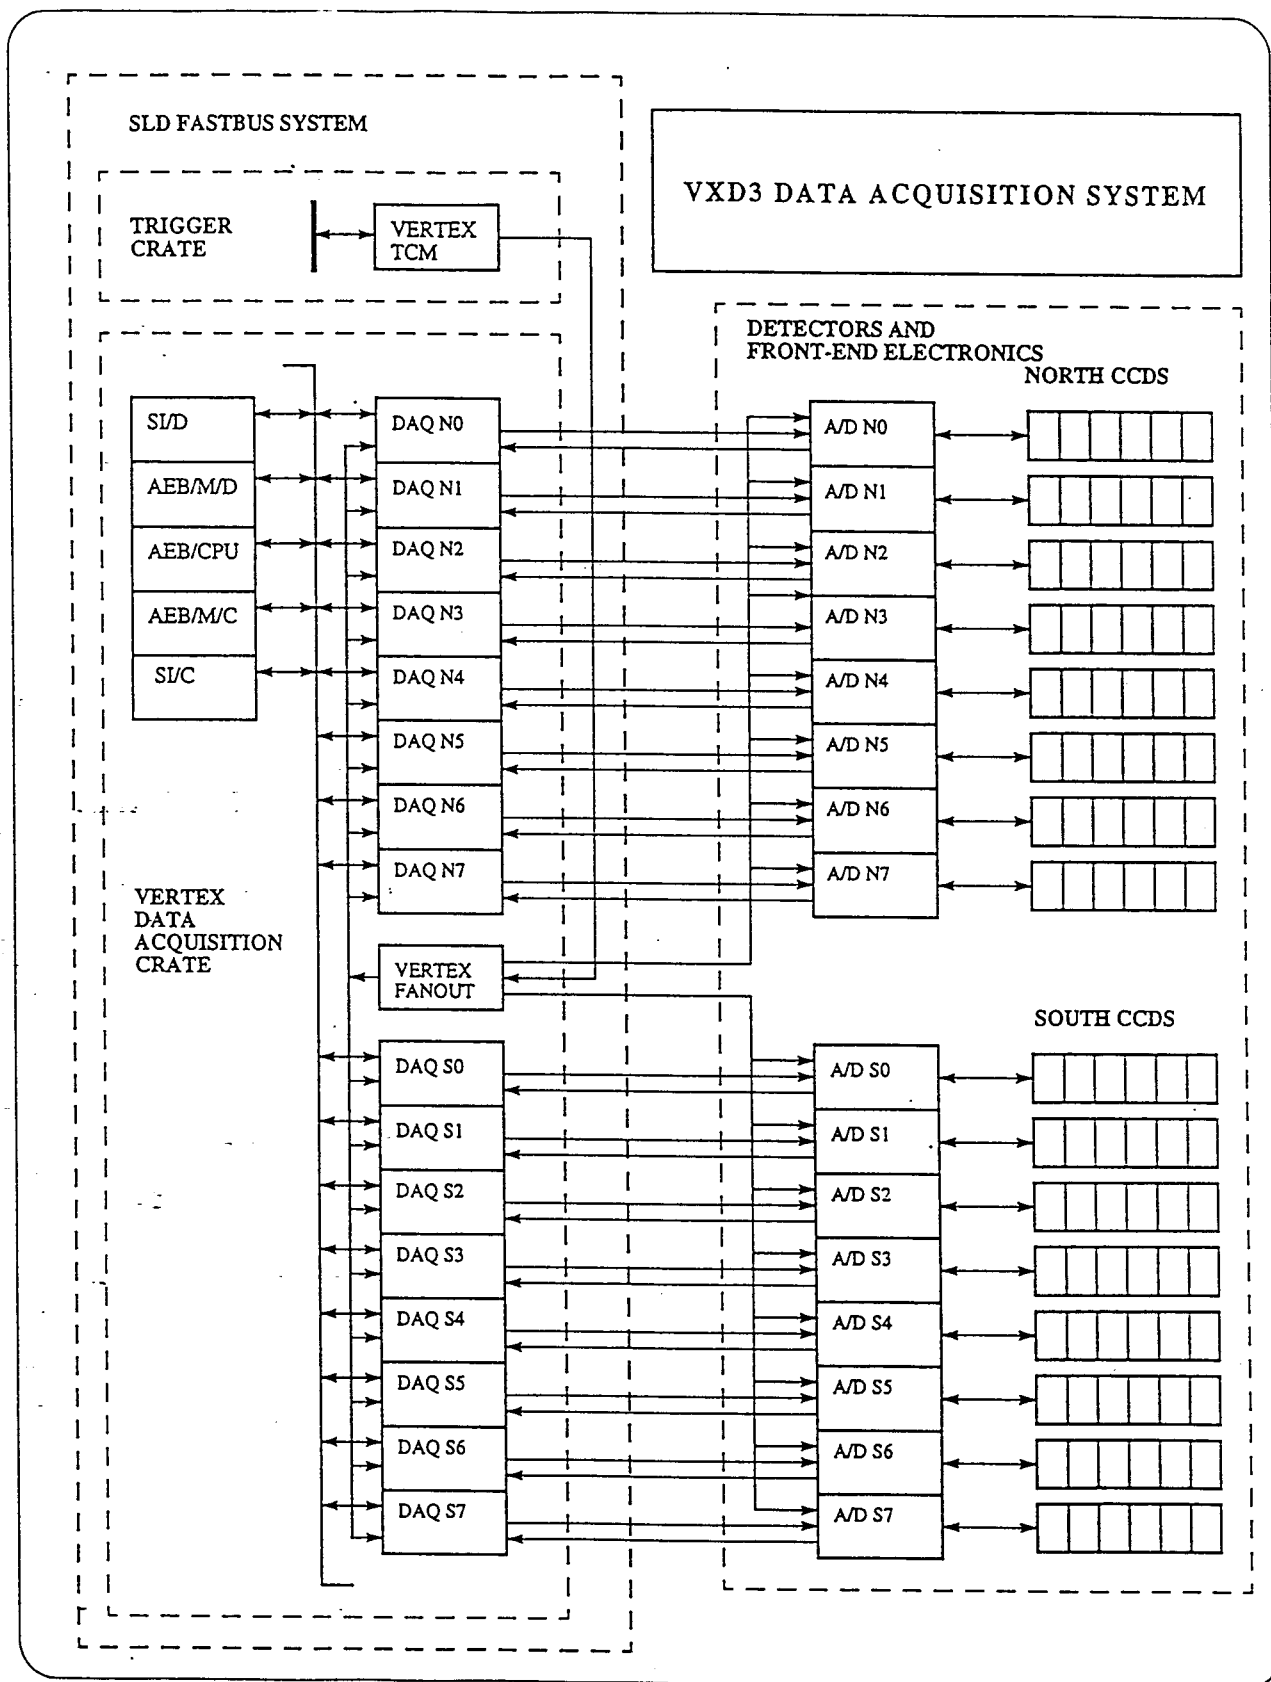 SLD FASTBUS SYSTEM
VXD3 DATA ACQUISITION SYSTEM
TRIGGER
CRATE
VERTEX
TCM
DETECTORS AND
FRONT-END ELECTRONICS
NORTH CCDS
SI/D
AEB/M/D
AEB/CPU
AEB/M/C
SI/C
DAQ N0
DAQ N1
DAQ N2
DAQ N3
DAQ N4
DAQ N5
DAQ N6
DAQ N7
A/D N0
A/D N1
A/D N2
A/D N3
A/D N4
A/D N5
A/D N6
A/D N7
VERTEX
DATA
ACQUISITION
CRATE
VERTEX
FANOUT
SOUTH CCDS
DAQ S0
DAQ S1
DAQ S2
DAQ S3
DAQ S4
DAQ S5
DAQ S6
DAQ S7
A/D S0
A/D S1
A/D S2
A/D S3
A/D S4
A/D S5
A/D S6
A/D S7